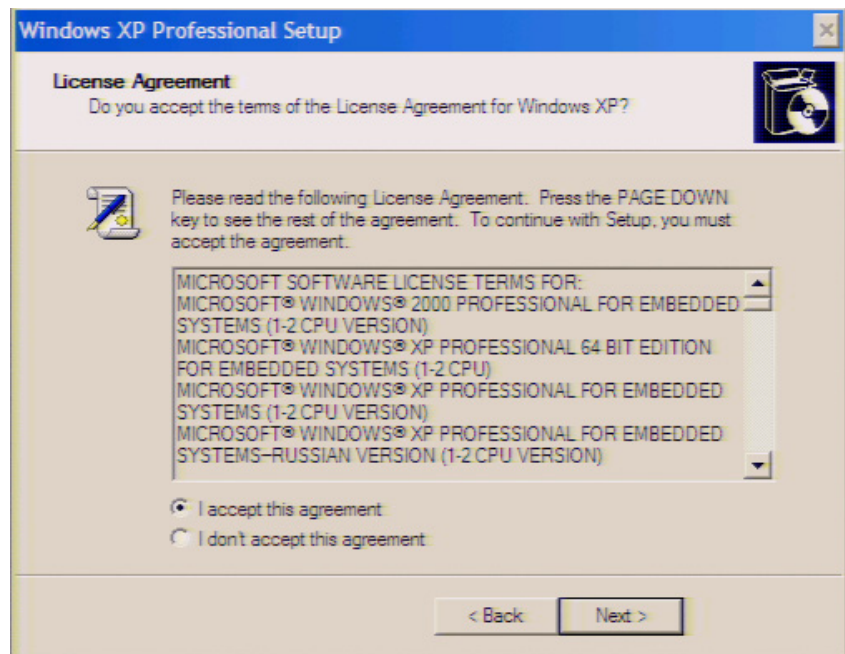 Windows XP Professional Setup
License Agreement
Do you accept the terms of the License Agreement for Windows XP?
Please read the following License Agreement. Press the PAGE DOWN
key to see the rest of the agreement. To continue with Setup, you must
accept the agreement.
MICROSOFT SOFTWARE LICENSE TERMS FOR:
MICROSOFT® WINDOWS® 2000 PROFESSIONAL FOR EMBEDDED
SYSTEMS (1-2 CPU VERSION)
MICROSOFT® WINDOWS® XP PROFESSIONAL 64 BIT EDITION
FOR EMBEDDED SYSTEMS (1-2 CPU)
MICROSOFT® WINDOWS® XP PROFESSIONAL FOR EMBEDDED
SYSTEMS (1-2 CPU VERSION)
MICROSOFT® WINDOWS® XP PROFESSIONAL FOR EMBEDDED
SYSTEMS–RUSSIAN VERSION (1-2 CPU VERSION)
I accept this agreement
I don't accept this agreement
< Back Next >